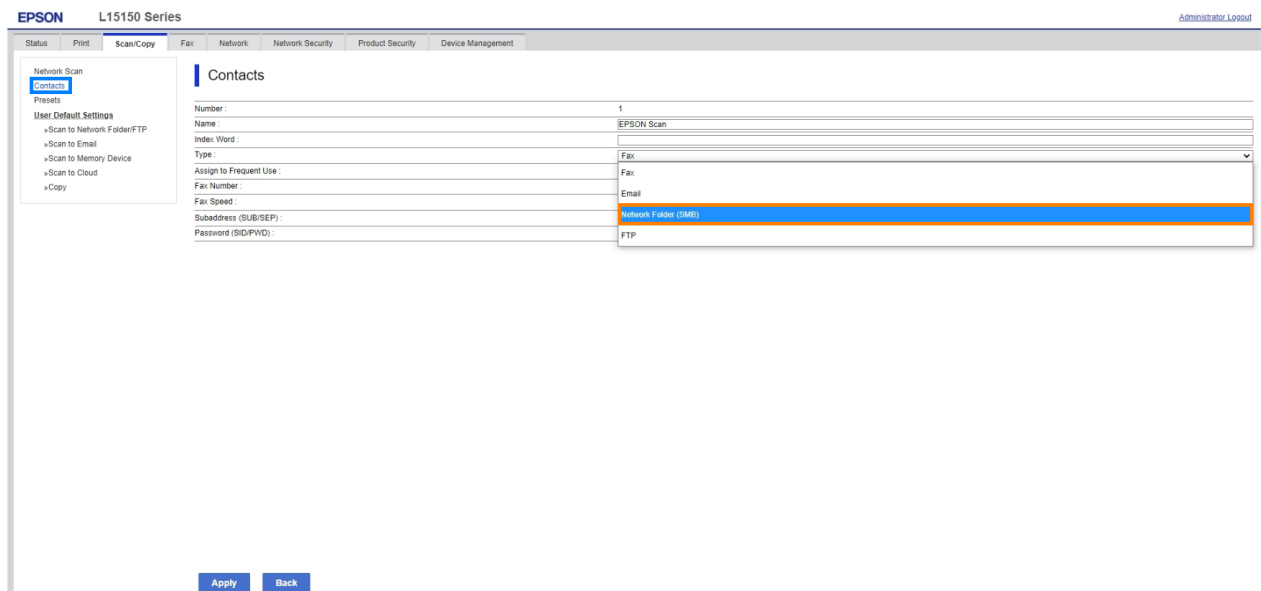 EPSON L15150 Series
Administrator Logout
Status Print Scan/Copy Fax Network Network Security Product Security Device Management
Network Scan
Contacts
Presets
User Default Settings
»Scan to Network Folder/FTP
»Scan to Email
»Scan to Memory Device
»Scan to Cloud
»Copy
Contacts
Number : 1
Name : EPSON Scan
Index Word :
Type : Fax
Assign to Frequent Use :
Fax Number :
Fax Speed :
Subaddress (SUB/SEP) :
Password (SID/PWD) :
Fax
Email
Network Folder (SMB)
FTP
Apply Back